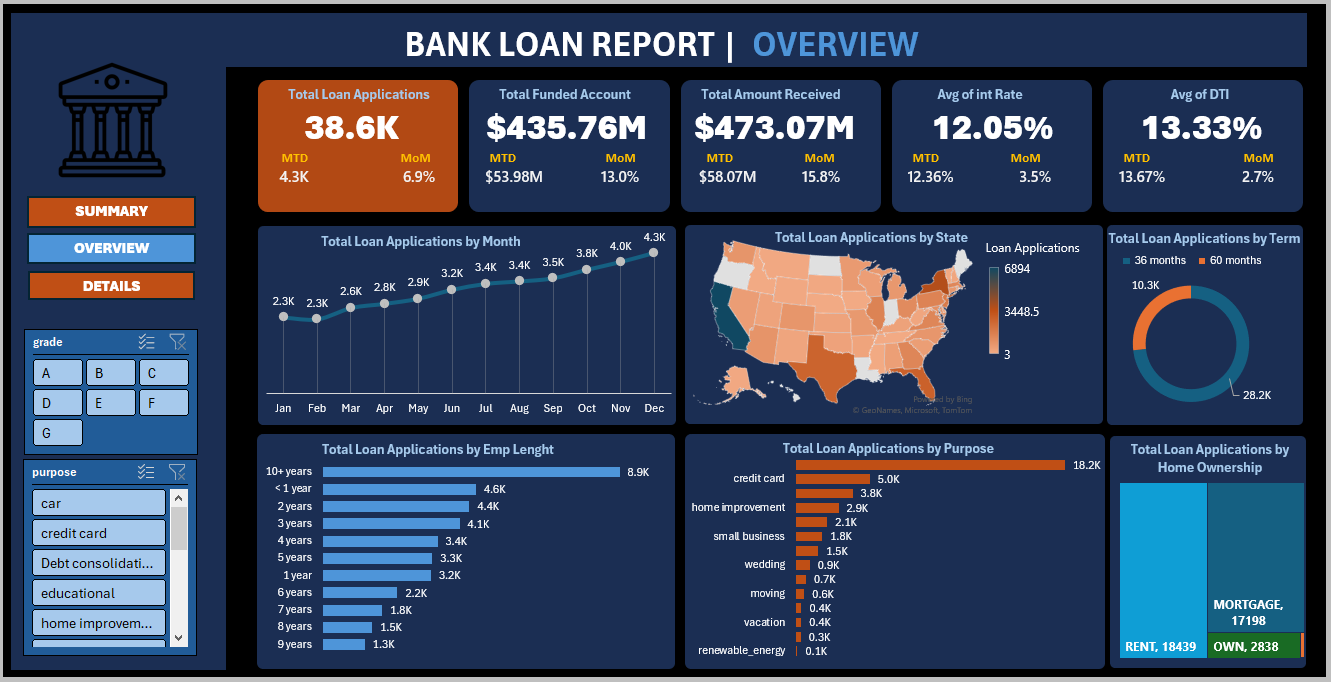 BANK LOAN REPORT | OVERVIEW
SUMMARY
OVERVIEW
DETAILS
grade
A B C
D E F
G
purpose
car
credit card
Debt consolidati...
educational
home improvem...
Total Loan Applications
38.6K
MTD MoM
4.3K 6.9%
Total Funded Account
$435.76M
MTD MoM
$53.98M 13.0%
Total Amount Received
$473.07M
MTD MoM
$58.07M 15.8%
Avg of int Rate
12.05%
MTD MoM
12.36% 3.5%
Avg of DTI
13.33%
MTD MoM
13.67% 2.7%
Total Loan Applications by Month
2.3K 2.3K 2.6K 2.8K 2.9K 3.2K 3.4K 3.4K 3.5K 3.8K 4.0K 4.3K
Jan Feb Mar Apr May Jun Jul Aug Sep Oct Nov Dec
Total Loan Applications by State
Loan Applications
6894
3448.5
3
Powered by Bing
© GeoNames, Microsoft, TomTom
Total Loan Applications by Term
36 months 60 months
10.3K
28.2K
Total Loan Applications by Emp Lenght
10+ years 8.9K
< 1 year 4.6K
2 years 4.4K
3 years 4.1K
4 years 3.4K
5 years 3.3K
1 year 3.2K
6 years 2.2K
7 years 1.8K
8 years 1.5K
9 years 1.3K
Total Loan Applications by Purpose
18.2K
credit card 5.0K
3.8K
home improvement 2.9K
2.1K
small business 1.8K
1.5K
wedding 0.9K
0.7K
moving 0.6K
0.4K
vacation 0.4K
0.3K
renewable_energy 0.1K
Total Loan Applications by
Home Ownership
RENT, 18439
MORTGAGE,
17198
OWN, 2838